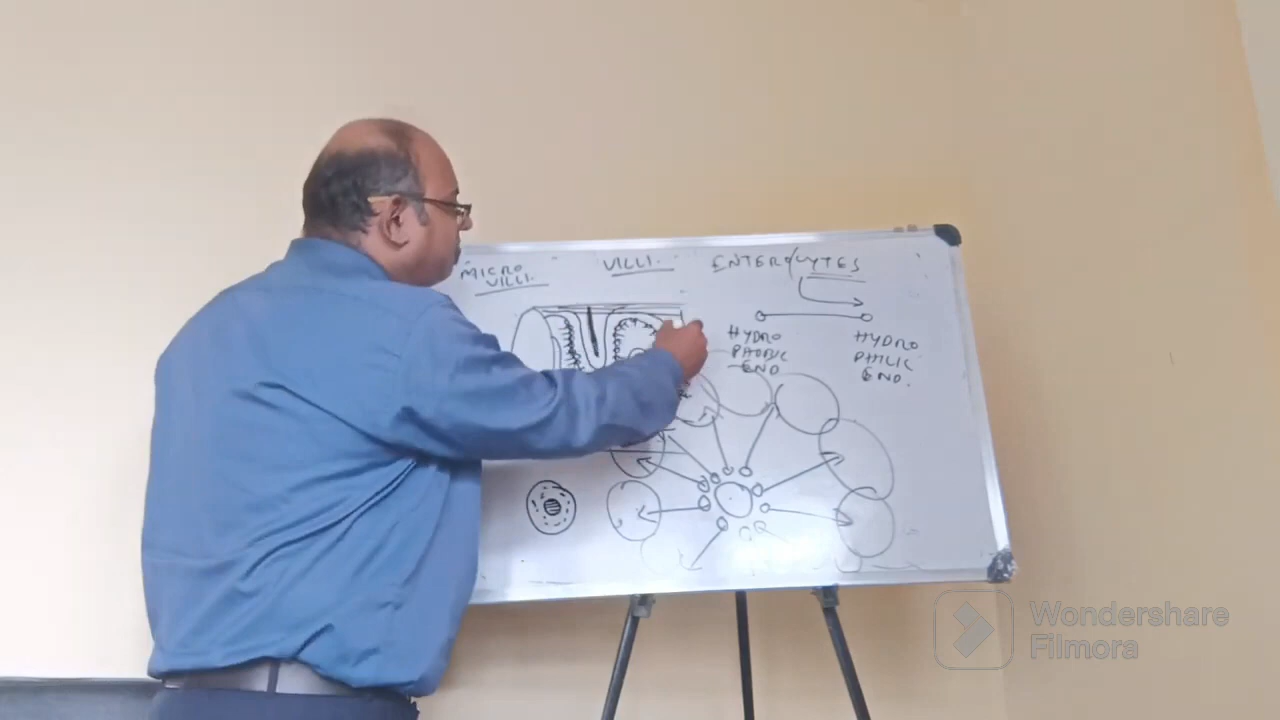 MICRO
VILLI.
VILLI.
ENTEROCYTES
HYDRO
PHOBIC
END
HYDRO
PHILIC
END.
Wondershare
Filmora